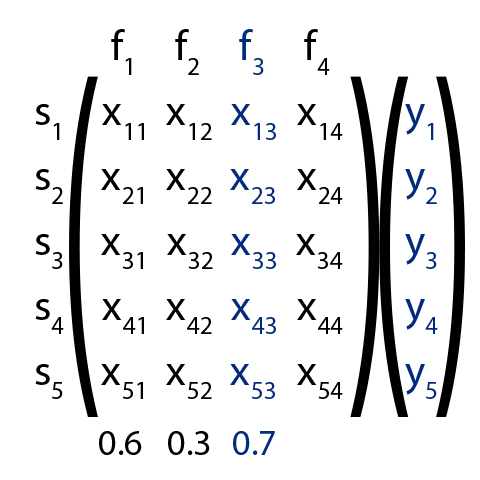 f1 f2 f3 f4
s1 x11 x12 x13 x14 y1
s2 x21 x22 x23 x24 y2
s3 x31 x32 x33 x34 y3
s4 x41 x42 x43 x44 y4
s5 x51 x52 x53 x54 y5
0.6 0.3 0.7